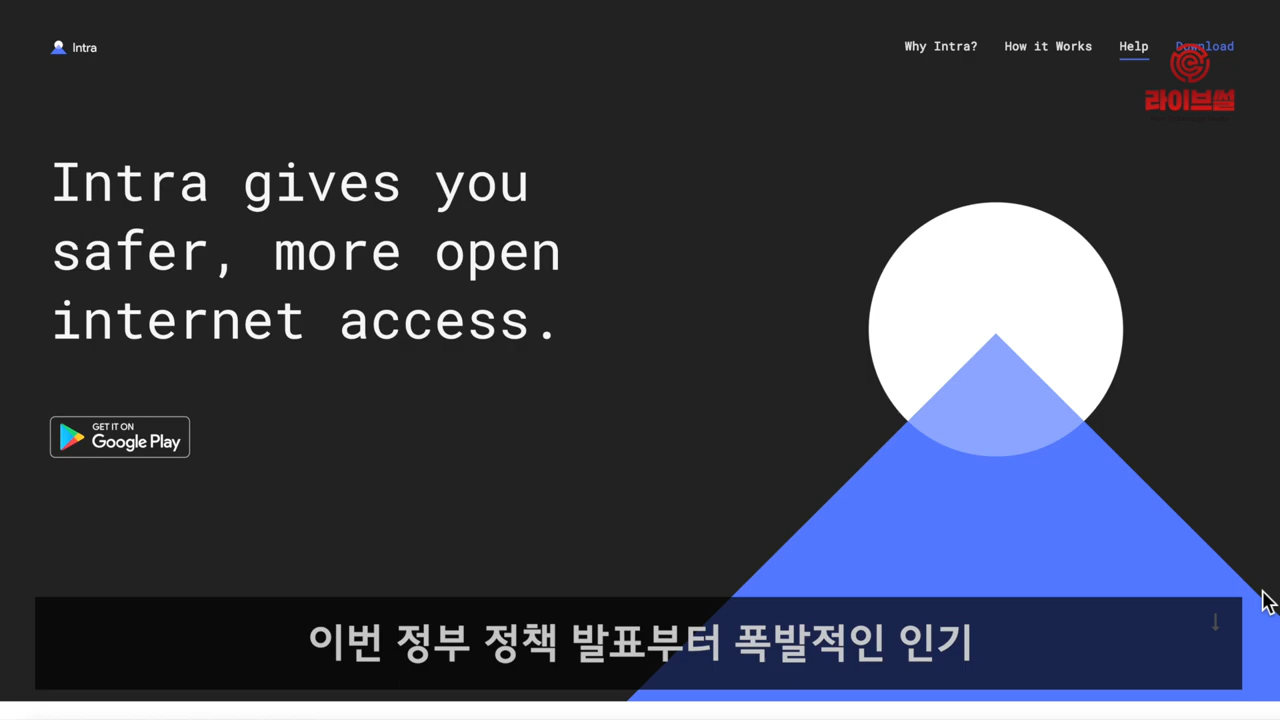 Intra
Why Intra?
How it Works
Help
Download
라이브썰
Intra gives you
safer, more open
internet access.
GET IT ON
Google Play
이번 정부 정책 발표부터 폭발적인 인기